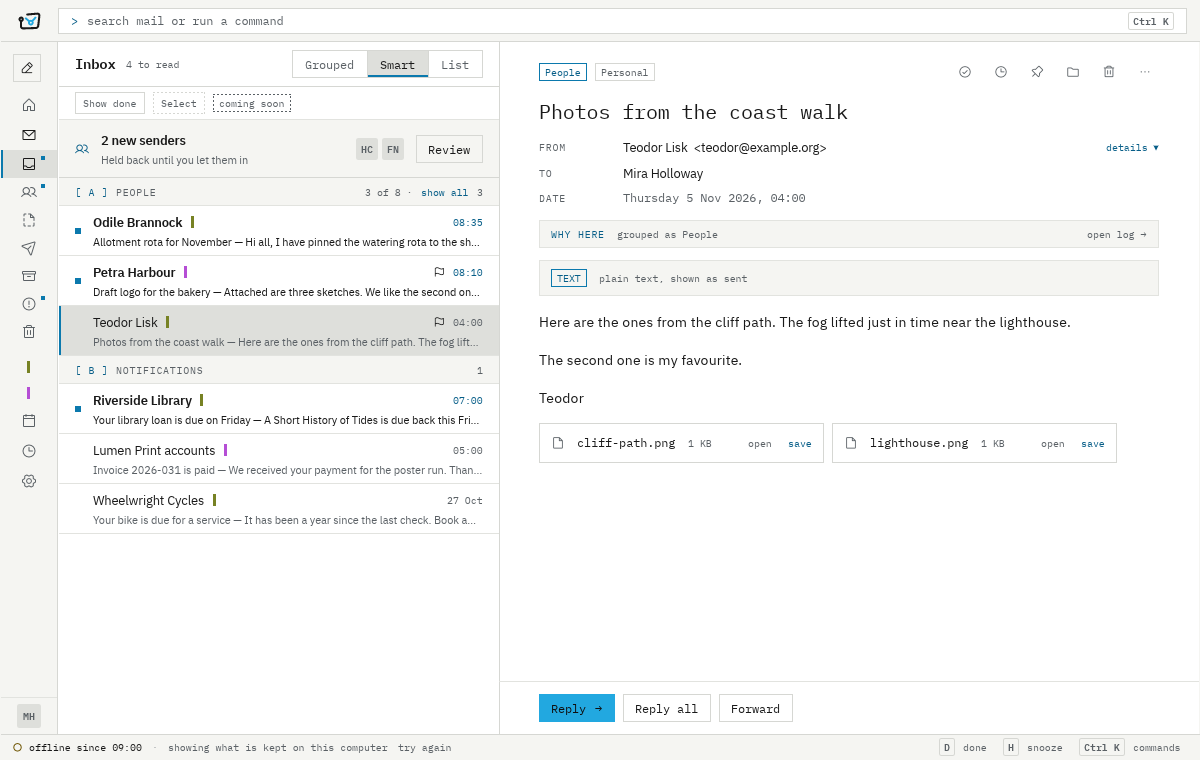 > search mail or run a command Ctrl K
Inbox 4 to read Grouped Smart List
Show done Select coming soon
2 new senders
Held back until you let them in
HC FN Review
[ A ] PEOPLE 3 of 8 · show all 3
Odile Brannock 08:35
Allotment rota for November — Hi all, I have pinned the watering rota to the sh…
Petra Harbour 08:10
Draft logo for the bakery — Attached are three sketches. We like the second on…
Teodor Lisk 04:00
Photos from the coast walk — Here are the ones from the cliff path. The fog lift…
[ B ] NOTIFICATIONS 1
Riverside Library 07:00
Your library loan is due on Friday — A Short History of Tides is due back this Fri…
Lumen Print accounts 05:00
Invoice 2026-031 is paid — We received your payment for the poster run. Than…
Wheelwright Cycles 27 Oct
Your bike is due for a service — It has been a year since the last check. Book a…
People Personal
Photos from the coast walk
FROM Teodor Lisk <teodor@example.org> details ▾
TO Mira Holloway
DATE Thursday 5 Nov 2026, 04:00
WHY HERE grouped as People open log →
TEXT plain text, shown as sent
Here are the ones from the cliff path. The fog lifted just in time near the lighthouse.
The second one is my favourite.
Teodor
cliff-path.png 1 KB open save
lighthouse.png 1 KB open save
Reply → Reply all Forward
MH
offline since 09:00 · showing what is kept on this computer try again
D done H snooze Ctrl K commands